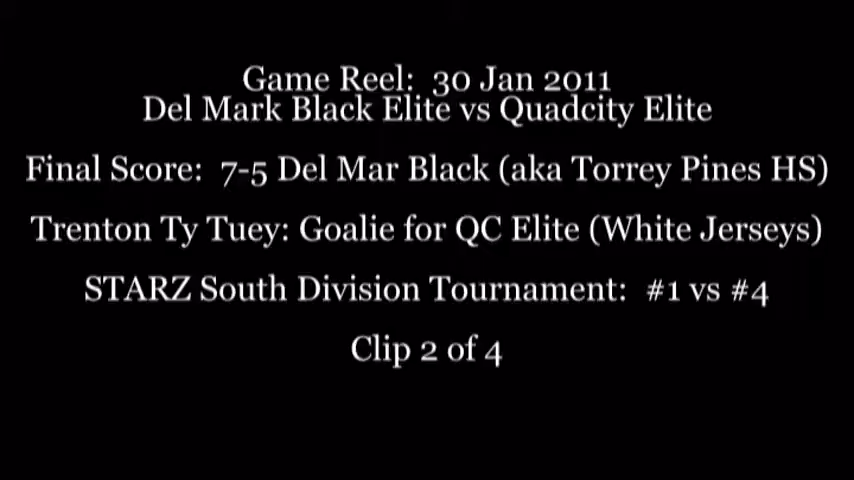 Game Reel:  30 Jan 2011
Del Mark Black Elite vs Quadcity Elite
Final Score:  7-5 Del Mar Black (aka Torrey Pines HS)
Trenton Ty Tuey: Goalie for QC Elite (White Jerseys)
STARZ South Division Tournament:  #1 vs #4
Clip 2 of 4